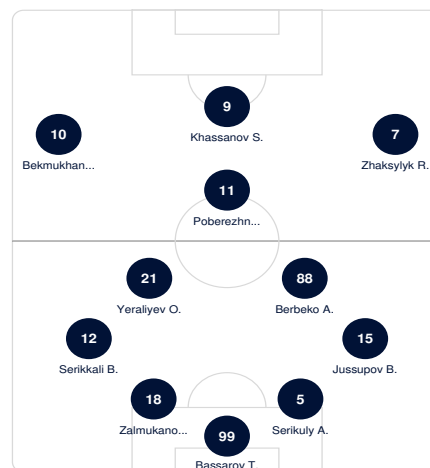 9
Khassanov S.
10
Bekmukhan...
7
Zhaksylyk R.
11
Poberezhn...
21
Yeraliyev O.
88
Berbeko A.
12
Serikkali B.
15
Jussupov B.
18
Zalmukano...
5
Serikuly A.
99
Bassarov T.